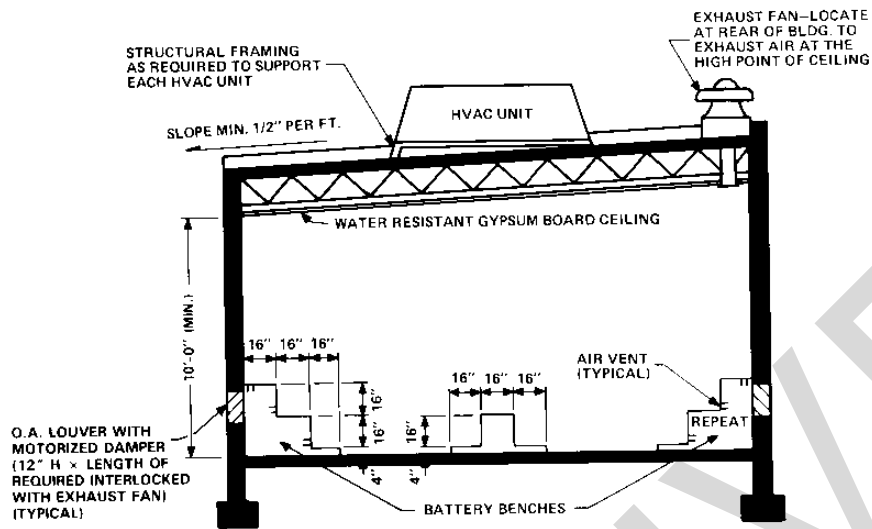 EXHAUST FAN–LOCATE
AT REAR OF BLDG. TO
EXHAUST AIR AT THE
HIGH POINT OF CEILING
STRUCTURAL FRAMING
AS REQUIRED TO SUPPORT
EACH HVAC UNIT
HVAC UNIT
SLOPE MIN. 1/2" PER FT.
WATER RESISTANT GYPSUM BOARD CEILING
10'-0" (MIN.)
16" 16" 16"
16"
16"
4"
16" 16" 16"
16"
4"
AIR VENT
(TYPICAL)
REPEAT
O.A. LOUVER WITH
MOTORIZED DAMPER
(12" H × LENGTH OF
REQUIRED INTERLOCKED
WITH EXHAUST FAN)
(TYPICAL)
BATTERY BENCHES